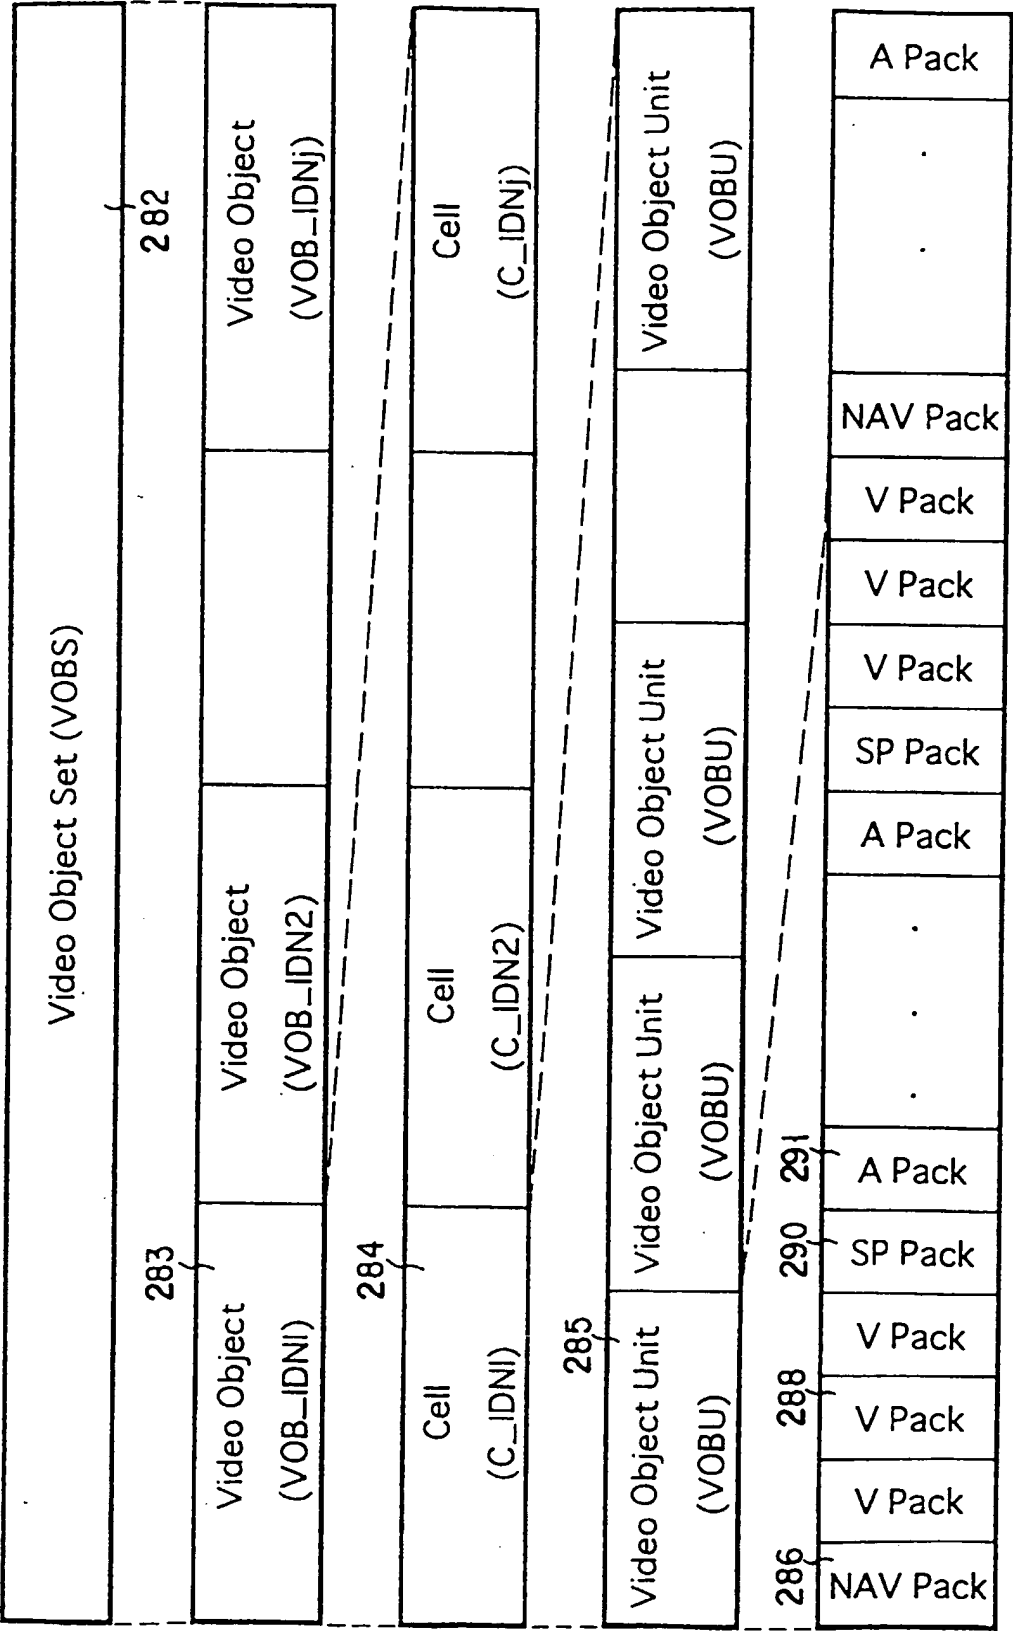 Video Object Set (VOBS)
282
283
Video Object
(VOB_IDN1)
Video Object
(VOB_IDN2)
Video Object
(VOB_IDNj)
284
Cell
(C_IDN1)
Cell
(C_IDN2)
Cell
(C_IDNj)
285
Video Object Unit
(VOBU)
Video Object Unit
(VOBU)
Video Object Unit
(VOBU)
Video Object Unit
(VOBU)
286
288
290
291
NAV Pack
V Pack
V Pack
V Pack
SP Pack
A Pack
A Pack
SP Pack
V Pack
V Pack
V Pack
NAV Pack
A Pack